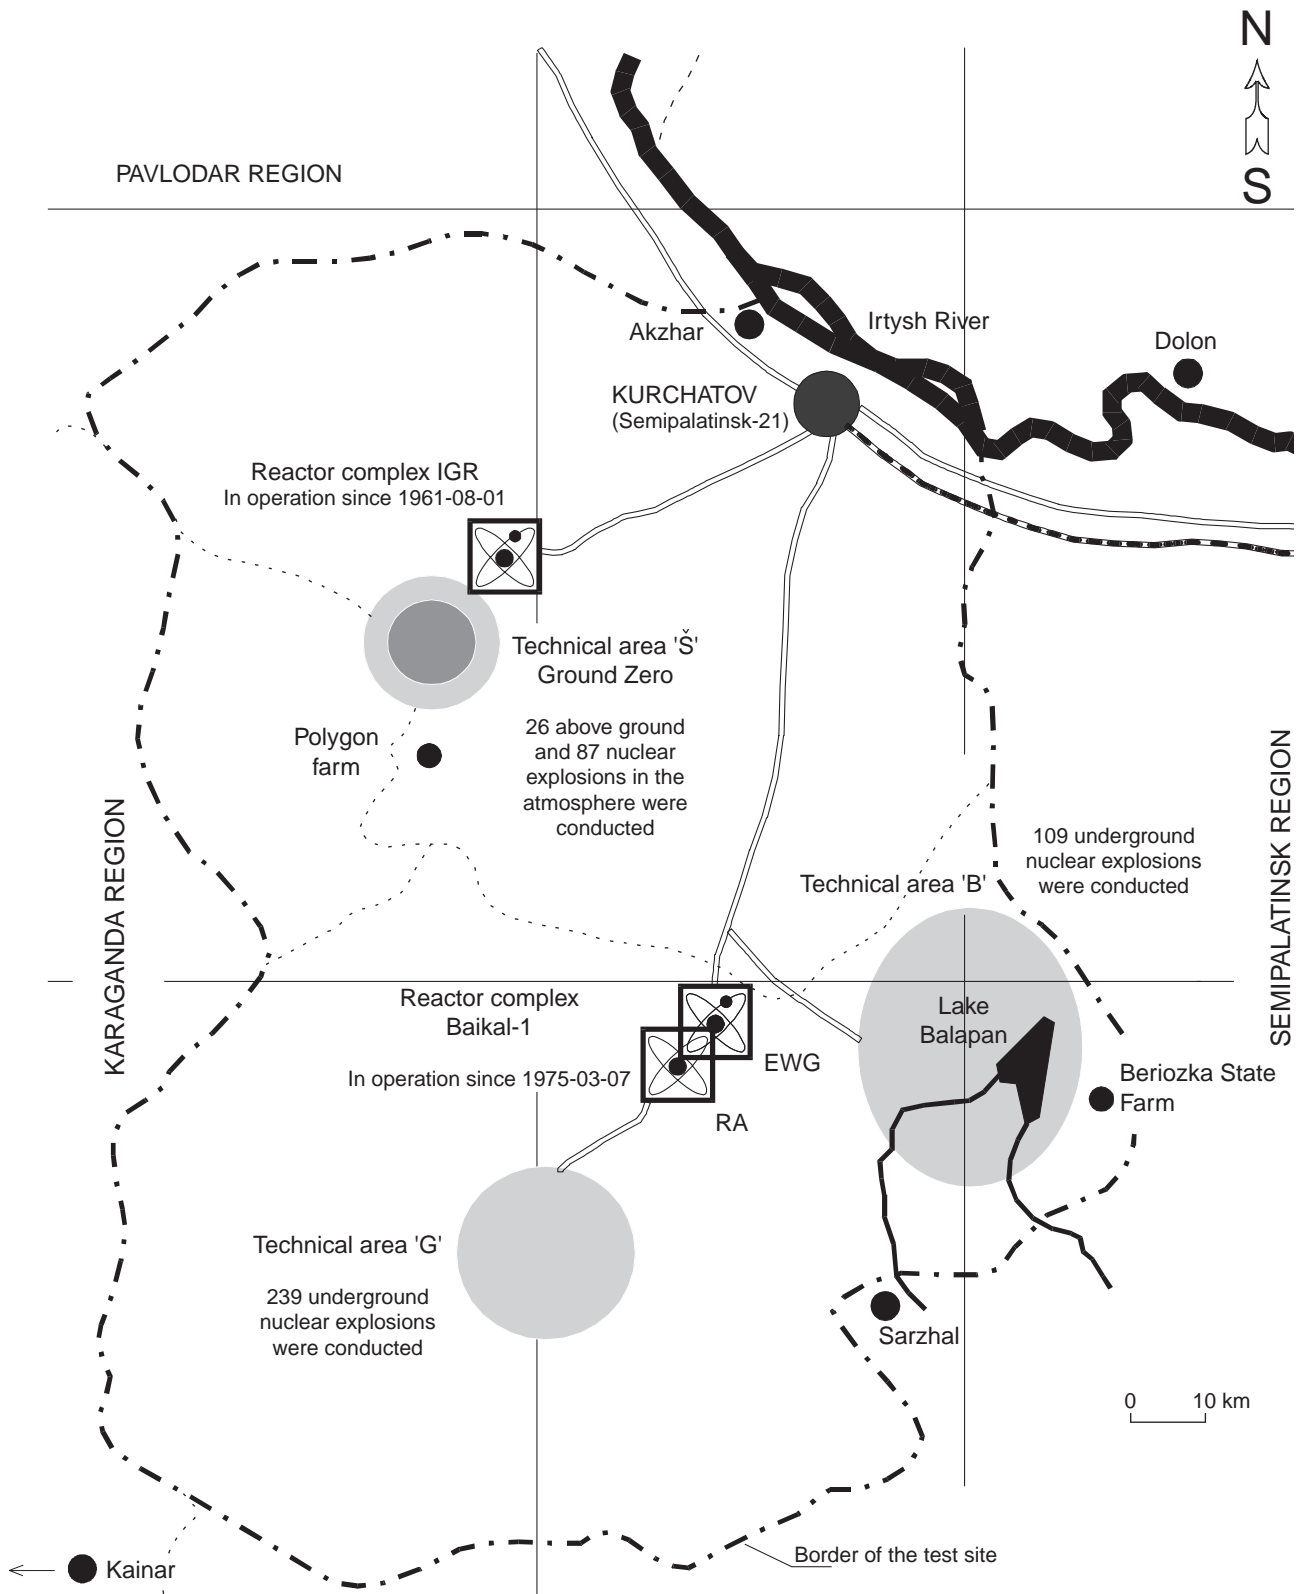 N
S
PAVLODAR REGION
Akzhar
Irtysh River
Dolon
KURCHATOV
(Semipalatinsk-21)
Reactor complex IGR
In operation since 1961-08-01
Technical area 'Š'
Ground Zero
26 above ground
and 87 nuclear
explosions in the
atmosphere were
conducted
Polygon
farm
KARAGANDA REGION
SEMIPALATINSK REGION
109 underground
nuclear explosions
were conducted
Technical area 'B'
Reactor complex
Baikal-1
In operation since 1975-03-07
EWG
RA
Lake
Balapan
Beriozka State
Farm
Technical area 'G'
239 underground
nuclear explosions
were conducted
Sarzhal
0 10 km
Border of the test site
Kainar